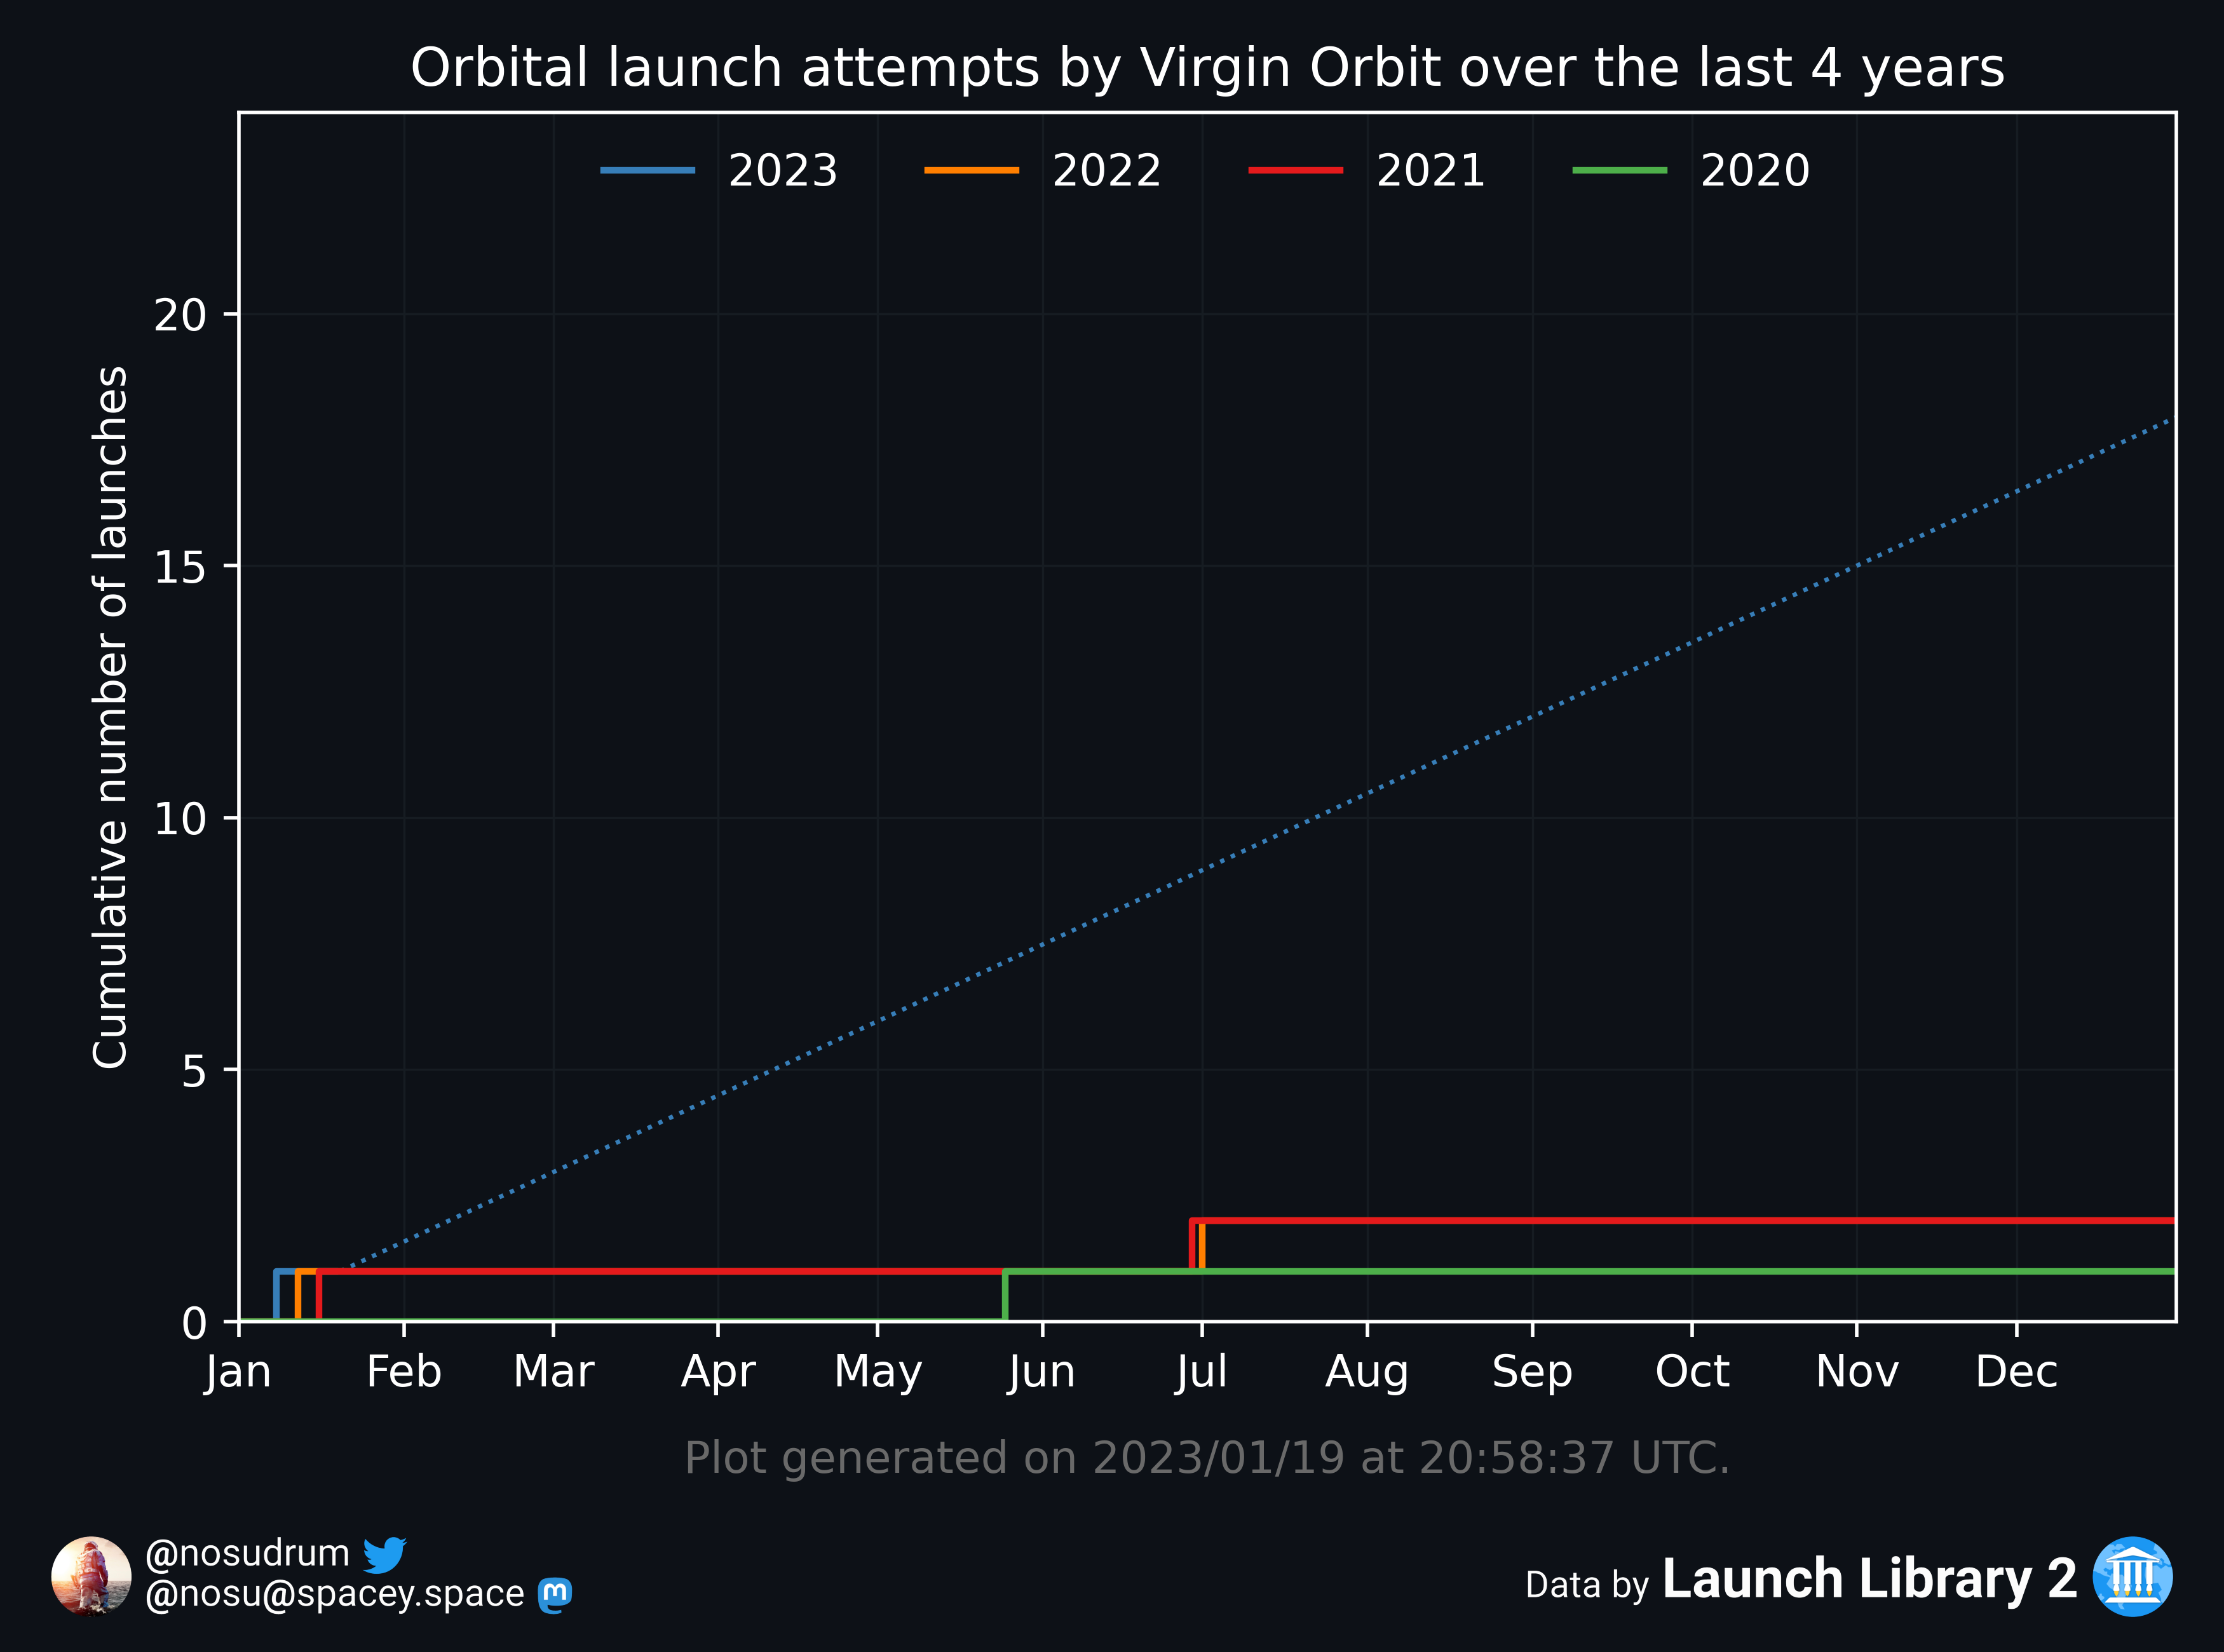 Orbital launch attempts by Virgin Orbit over the last 4 years
2023 2022 2021 2020
Cumulative number of launches
20
15
10
5
0
Jan Feb Mar Apr May Jun Jul Aug Sep Oct Nov Dec
Plot generated on 2023/01/19 at 20:58:37 UTC.
@nosudrum
@nosu@spacey.space
Data by Launch Library 2